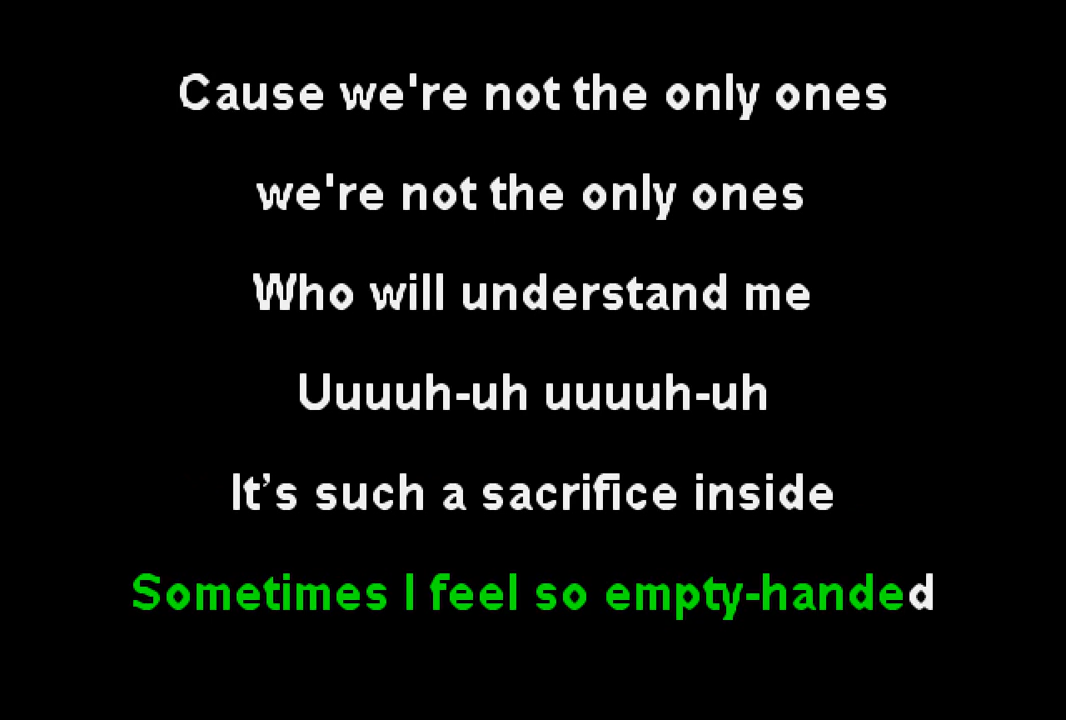 Cause we're not the only ones
we're not the only ones
Who will understand me
Uuuuh-uh uuuuh-uh
It’s such a sacrifice inside
Sometimes I feel so empty-handed